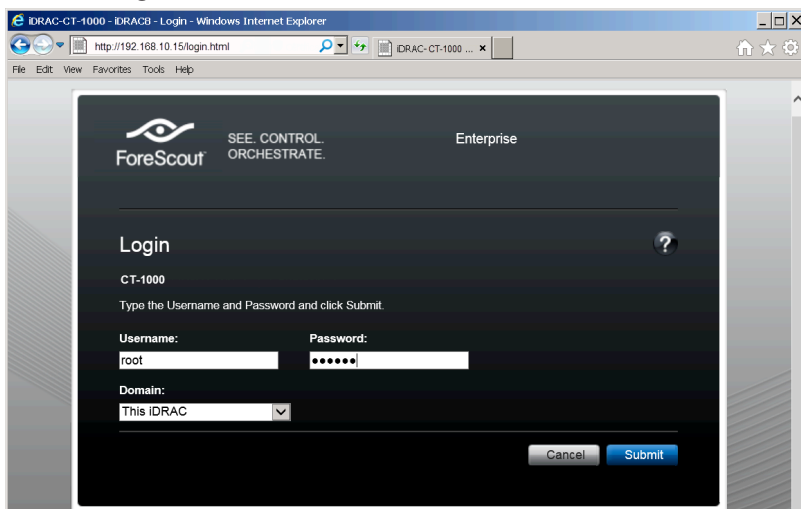 iDRAC-CT-1000 - iDRAC8 - Login - Windows Internet Explorer
http://192.168.10.15/login.html
iDRAC-CT-1000 ...
File Edit View Favorites Tools Help
ForeScout
SEE. CONTROL.
ORCHESTRATE.
Enterprise
Login
?
CT-1000
Type the Username and Password and click Submit.
Username: Password:
root ●●●●●●
Domain:
This iDRAC
Cancel Submit